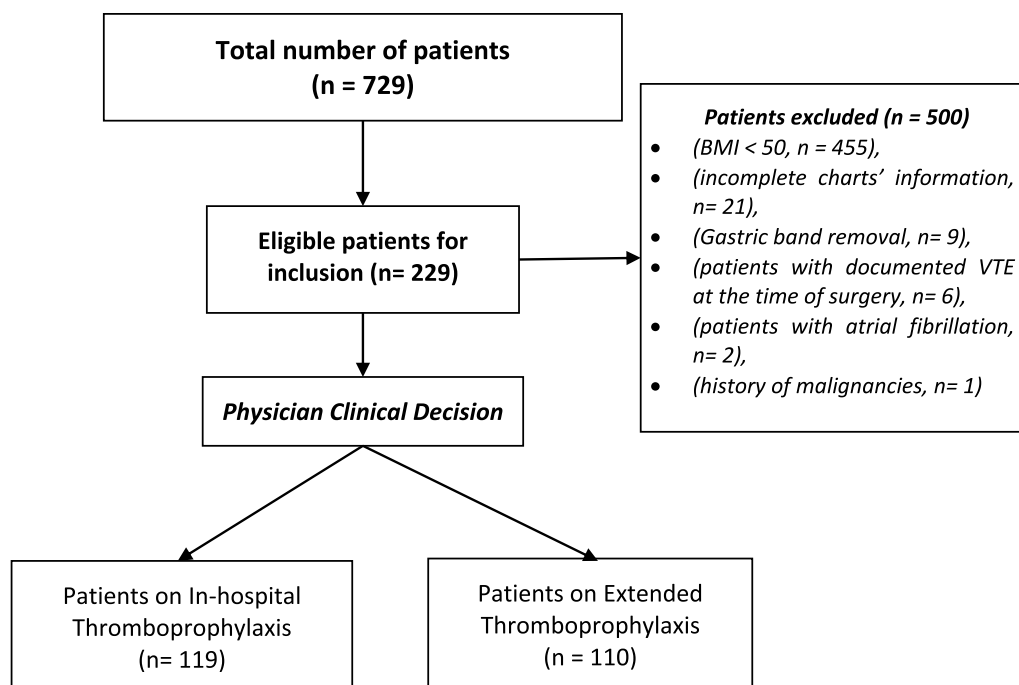 Total number of patients
(n = 729)
Eligible patients for
inclusion (n= 229)
Patients excluded (n = 500)
• (BMI < 50, n = 455),
• (incomplete charts’ information,
n= 21),
• (Gastric band removal, n= 9),
• (patients with documented VTE
at the time of surgery, n= 6),
• (patients with atrial fibrillation,
n= 2),
• (history of malignancies, n= 1)
Physician Clinical Decision
Patients on In-hospital
Thromboprophylaxis
(n= 119)
Patients on Extended
Thromboprophylaxis
(n = 110)